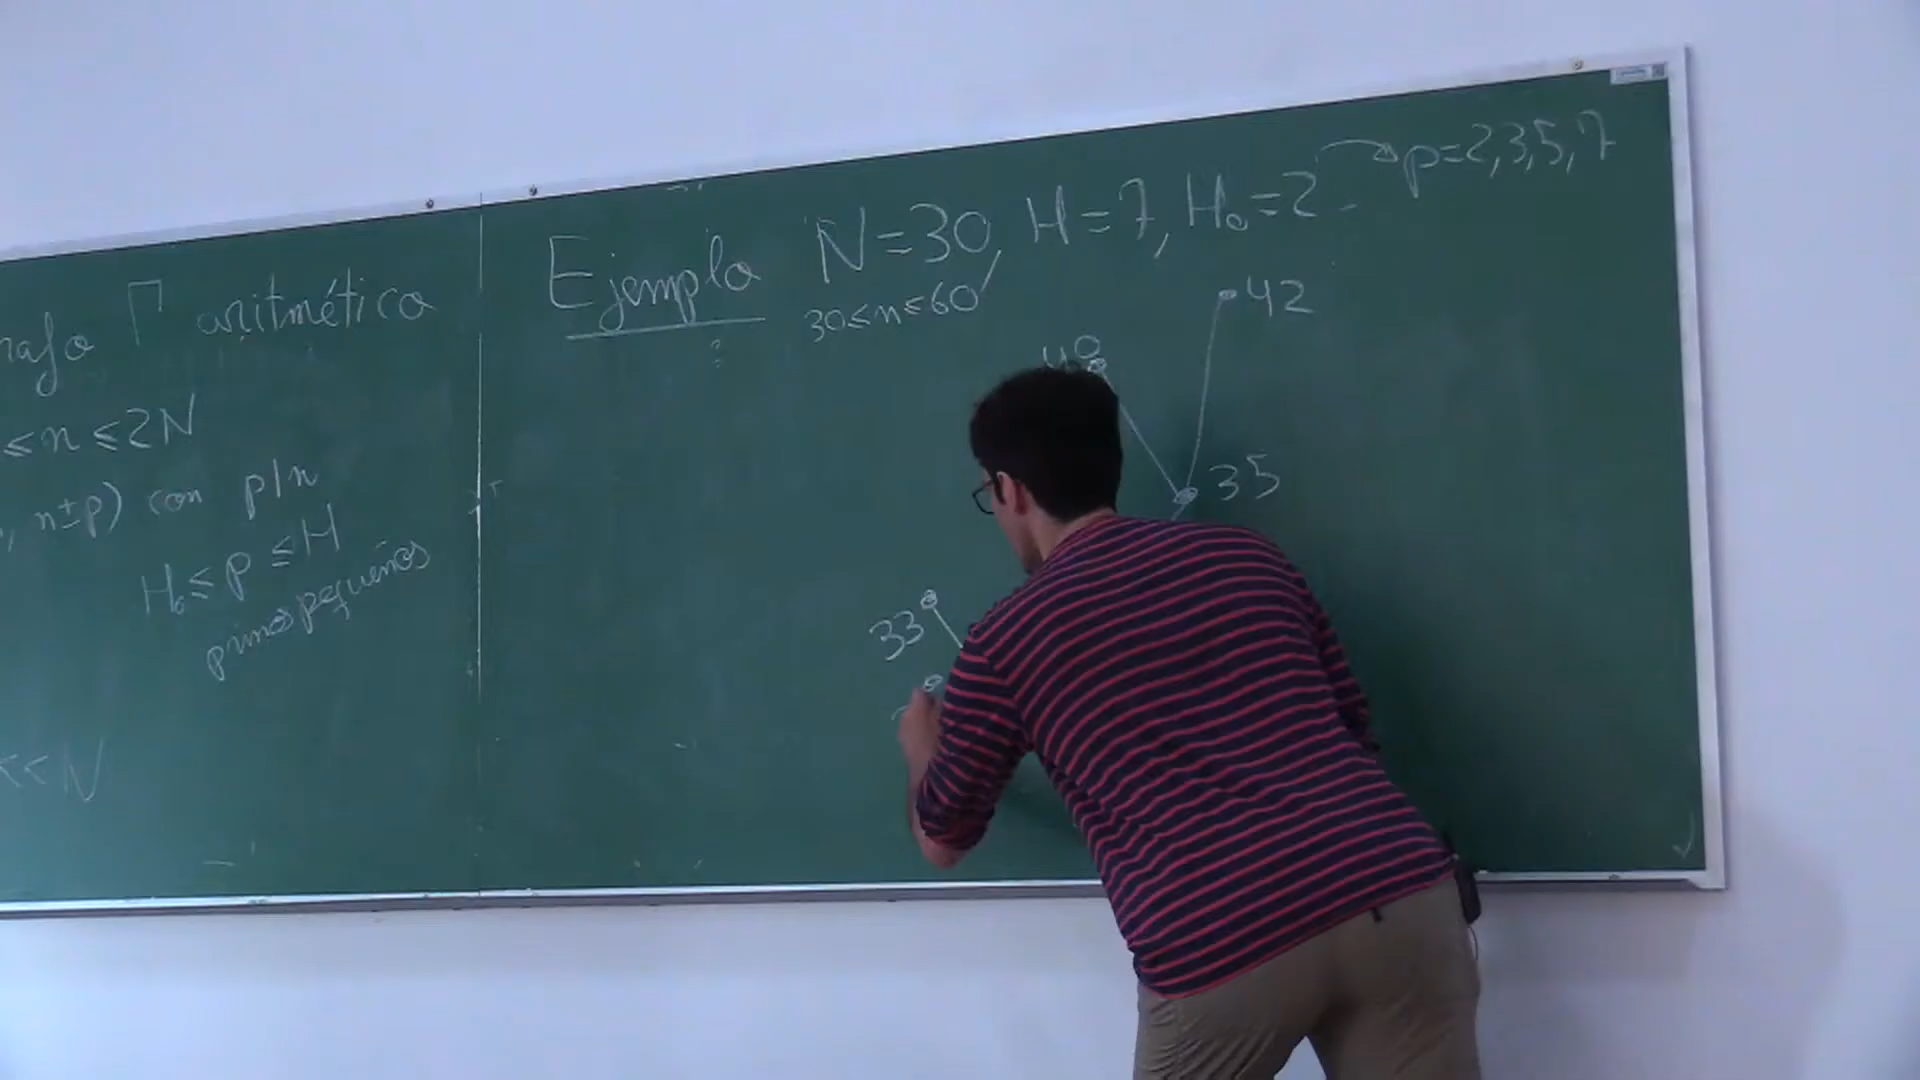 Γ aritmética
≤n≤2N
n±p) con p|n
H₀≤p≤H
primos pequeños
<<N
Ejemplo N=30, H=7, H₀=2 → p=2,3,5,7
30≤n≤60
42
40
35
33